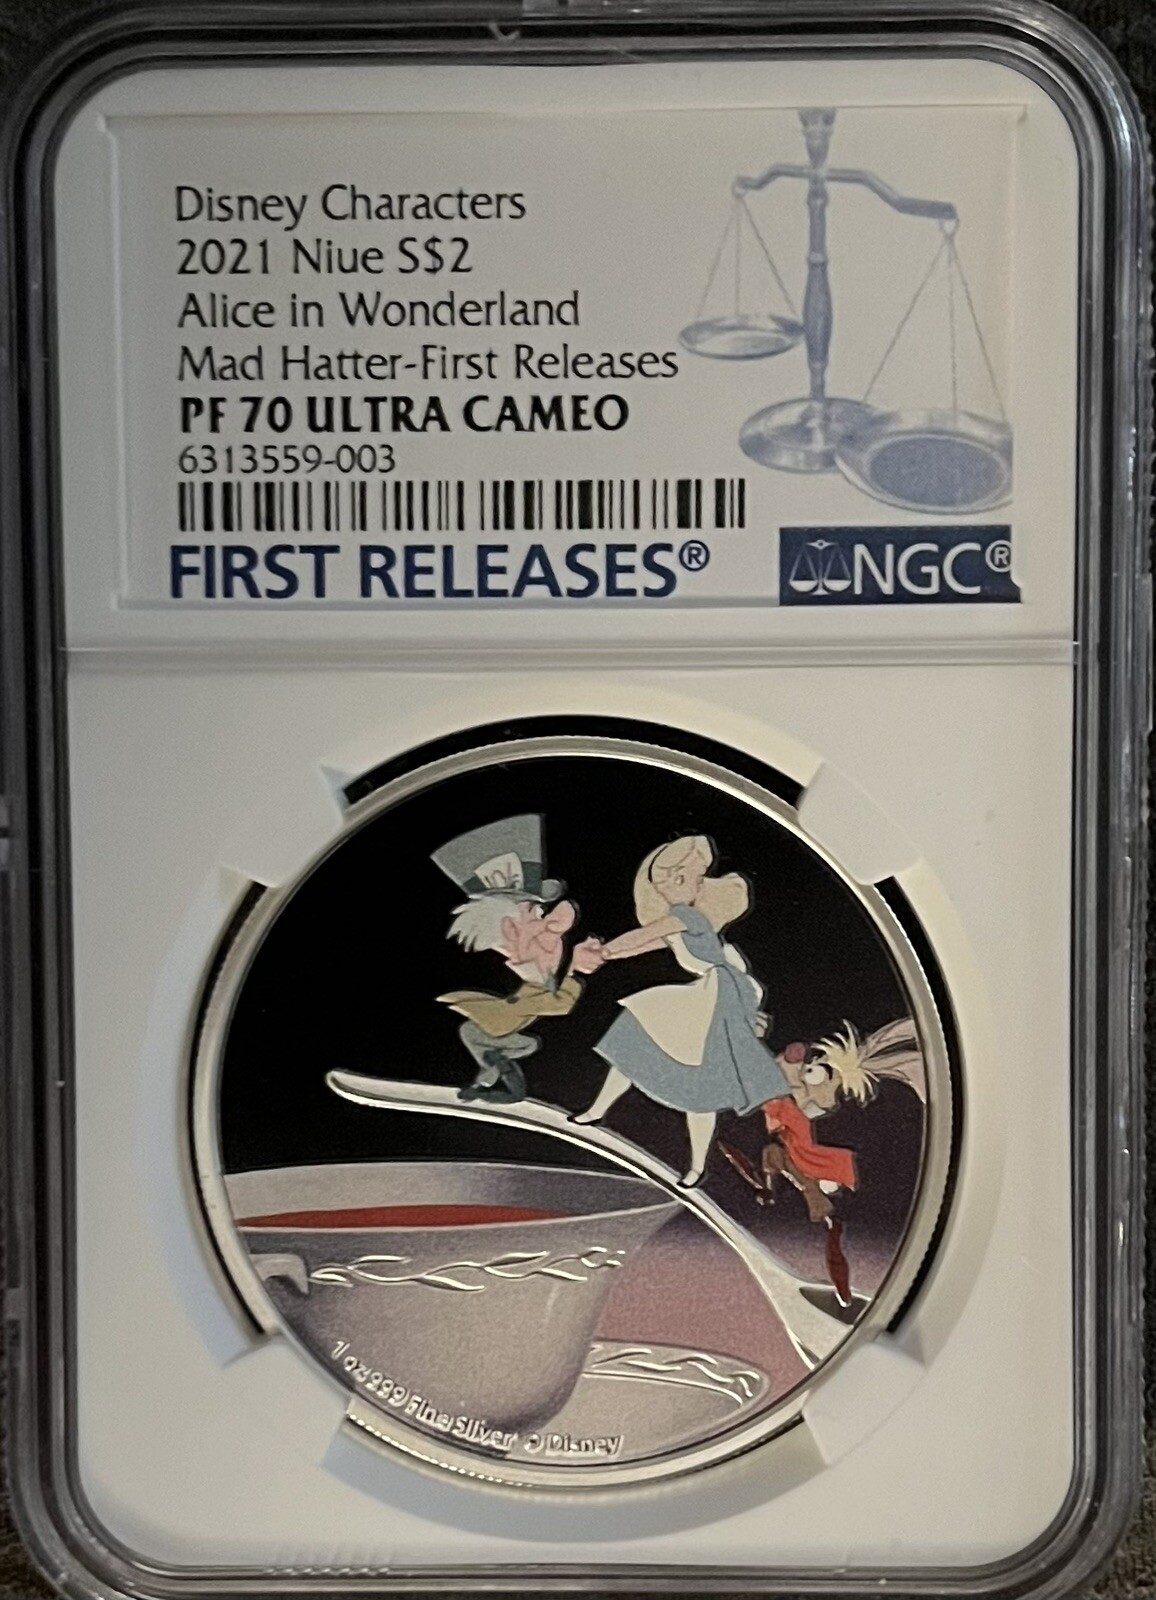 Disney Characters
2021 Niue S$2
Alice in Wonderland
Mad Hatter-First Releases
PF 70 ULTRA CAMEO
6313559-003
FIRST RELEASES®
NGC®
10/6
1 oz 999 Fine Silver © Disney